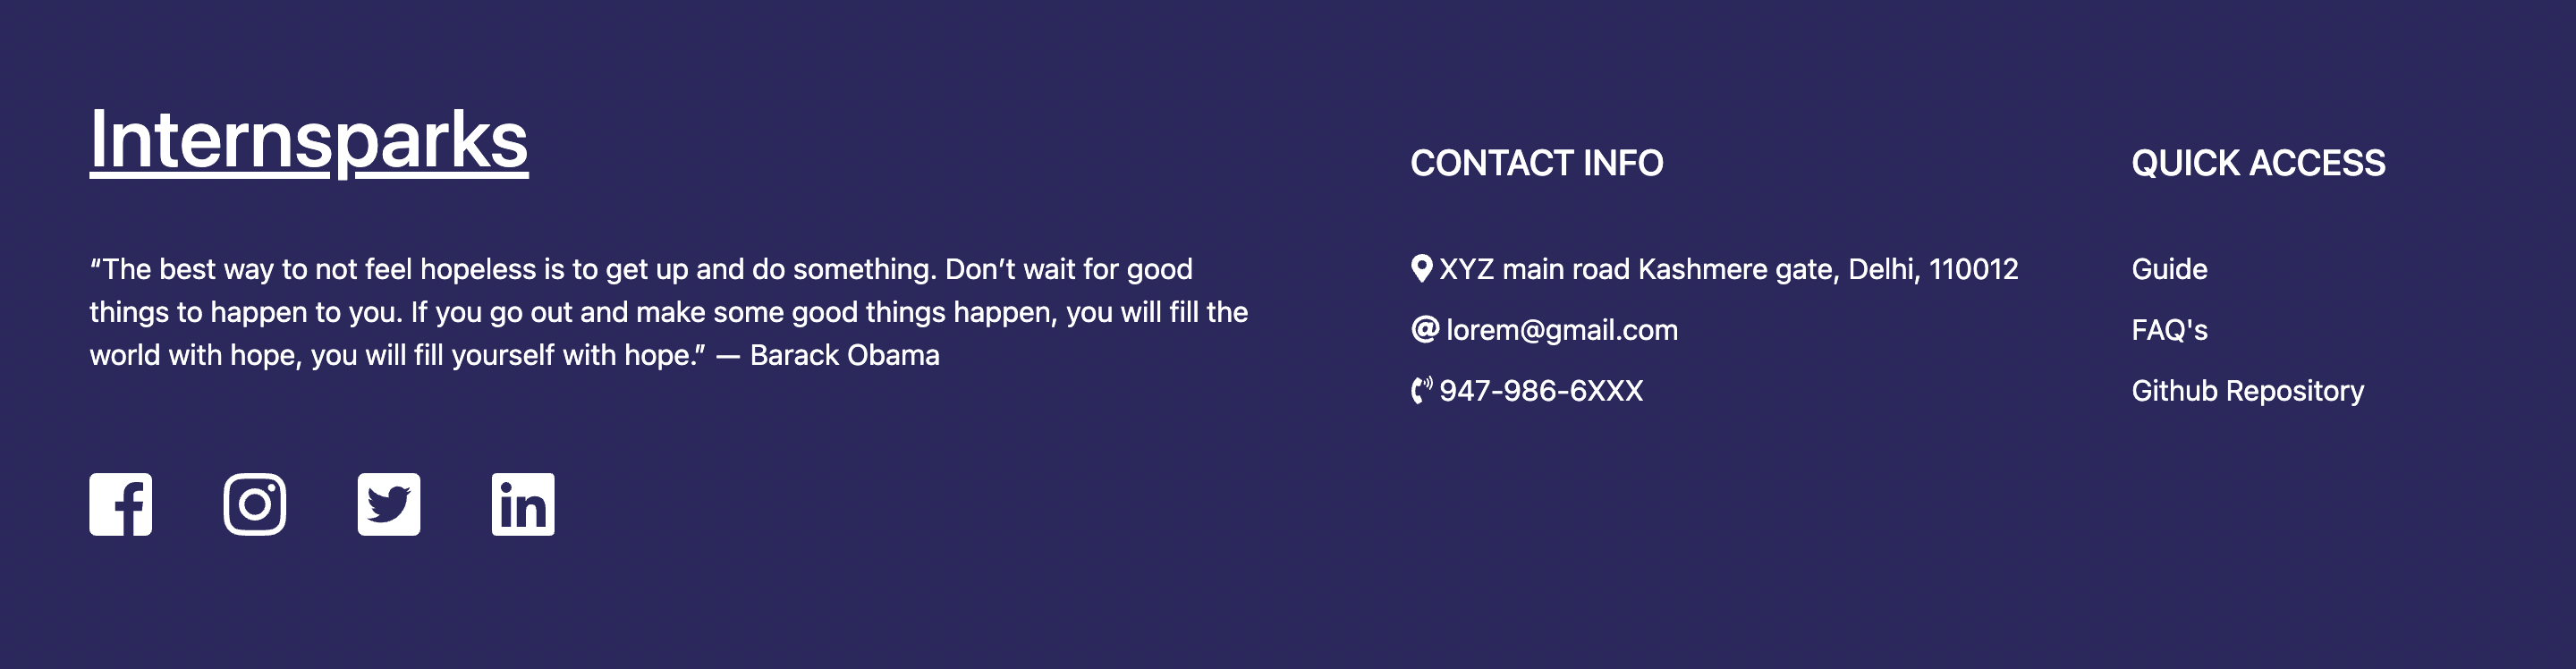 Internsparks
“The best way to not feel hopeless is to get up and do something. Don’t wait for good
things to happen to you. If you go out and make some good things happen, you will fill the
world with hope, you will fill yourself with hope.” — Barack Obama
CONTACT INFO
XYZ main road Kashmere gate, Delhi, 110012
lorem@gmail.com
947-986-6XXX
QUICK ACCESS
Guide
FAQ's
Github Repository